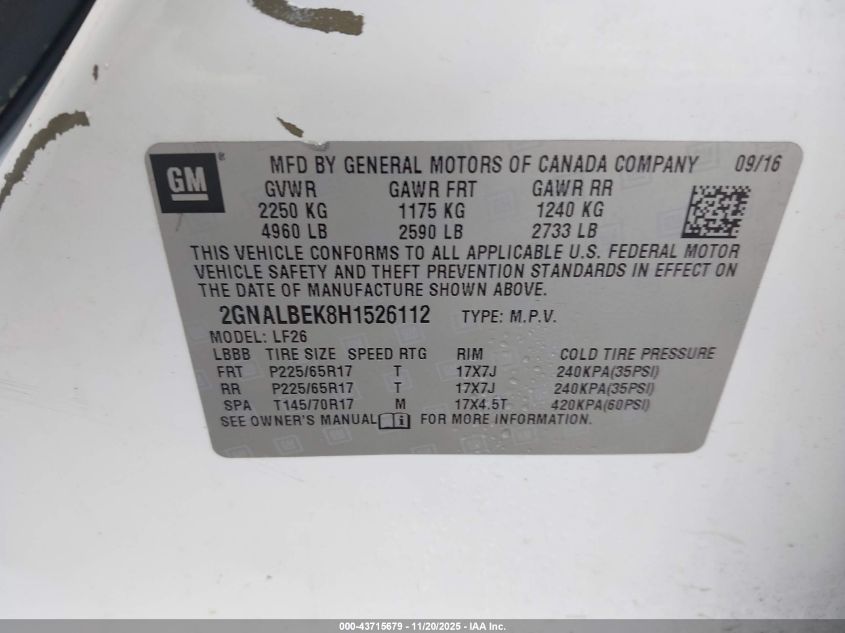 GM ® MFD BY GENERAL MOTORS OF CANADA COMPANY 09/16
GVWR GAWR FRT GAWR RR
2250 KG 1175 KG 1240 KG
4960 LB 2590 LB 2733 LB
THIS VEHICLE CONFORMS TO ALL APPLICABLE U.S. FEDERAL MOTOR
VEHICLE SAFETY AND THEFT PREVENTION STANDARDS IN EFFECT ON
THE DATE OF MANUFACTURE SHOWN ABOVE.
2GNALBEK8H1526112 TYPE: M.P.V.
MODEL: LF26
LBBB TIRE SIZE SPEED RTG RIM COLD TIRE PRESSURE
FRT P225/65R17 T 17X7J 240KPA(35PSI)
RR P225/65R17 T 17X7J 240KPA(35PSI)
SPA T145/70R17 M 17X4.5T 420KPA(60PSI)
SEE OWNER'S MANUAL i FOR MORE INFORMATION.
000-43715679 - 11/20/2025 - IAA Inc.